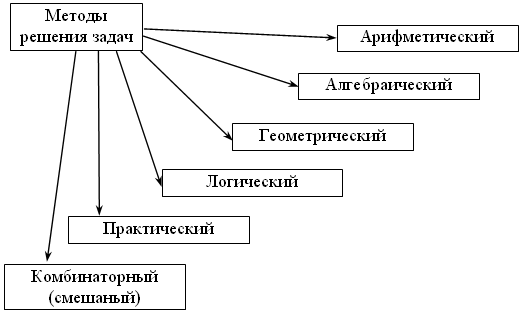 Методы
решения задач
Арифметический
Алгебраический
Геометрический
Логический
Практический
Комбинаторный
(смешаный)